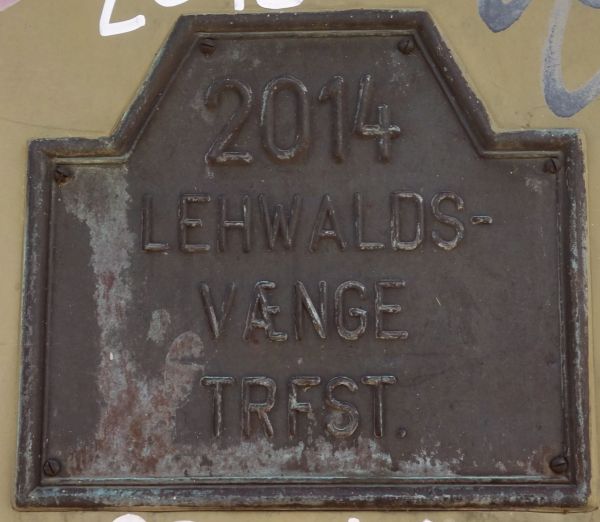 2014
LEHWALDS-
VÆNGE
TRFST.